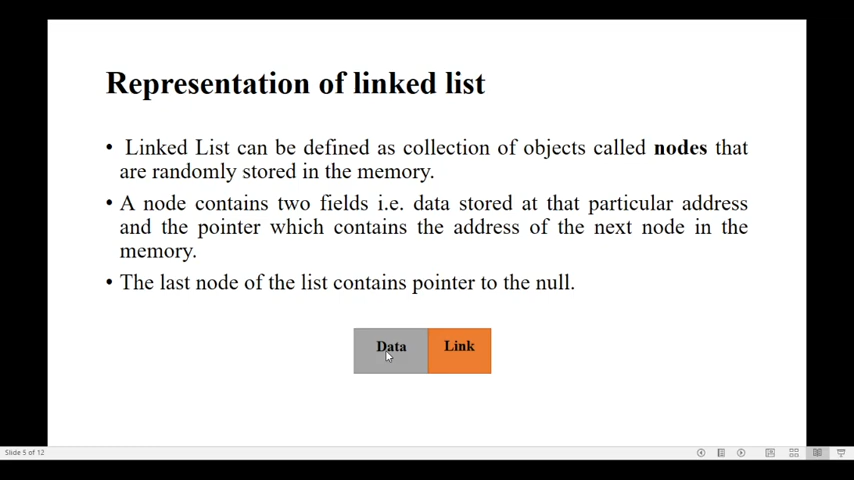 Representation of linked list
• Linked List can be defined as collection of objects called nodes that
are randomly stored in the memory.
• A node contains two fields i.e. data stored at that particular address
and the pointer which contains the address of the next node in the
memory.
• The last node of the list contains pointer to the null.
Data Link
Slide 5 of 12